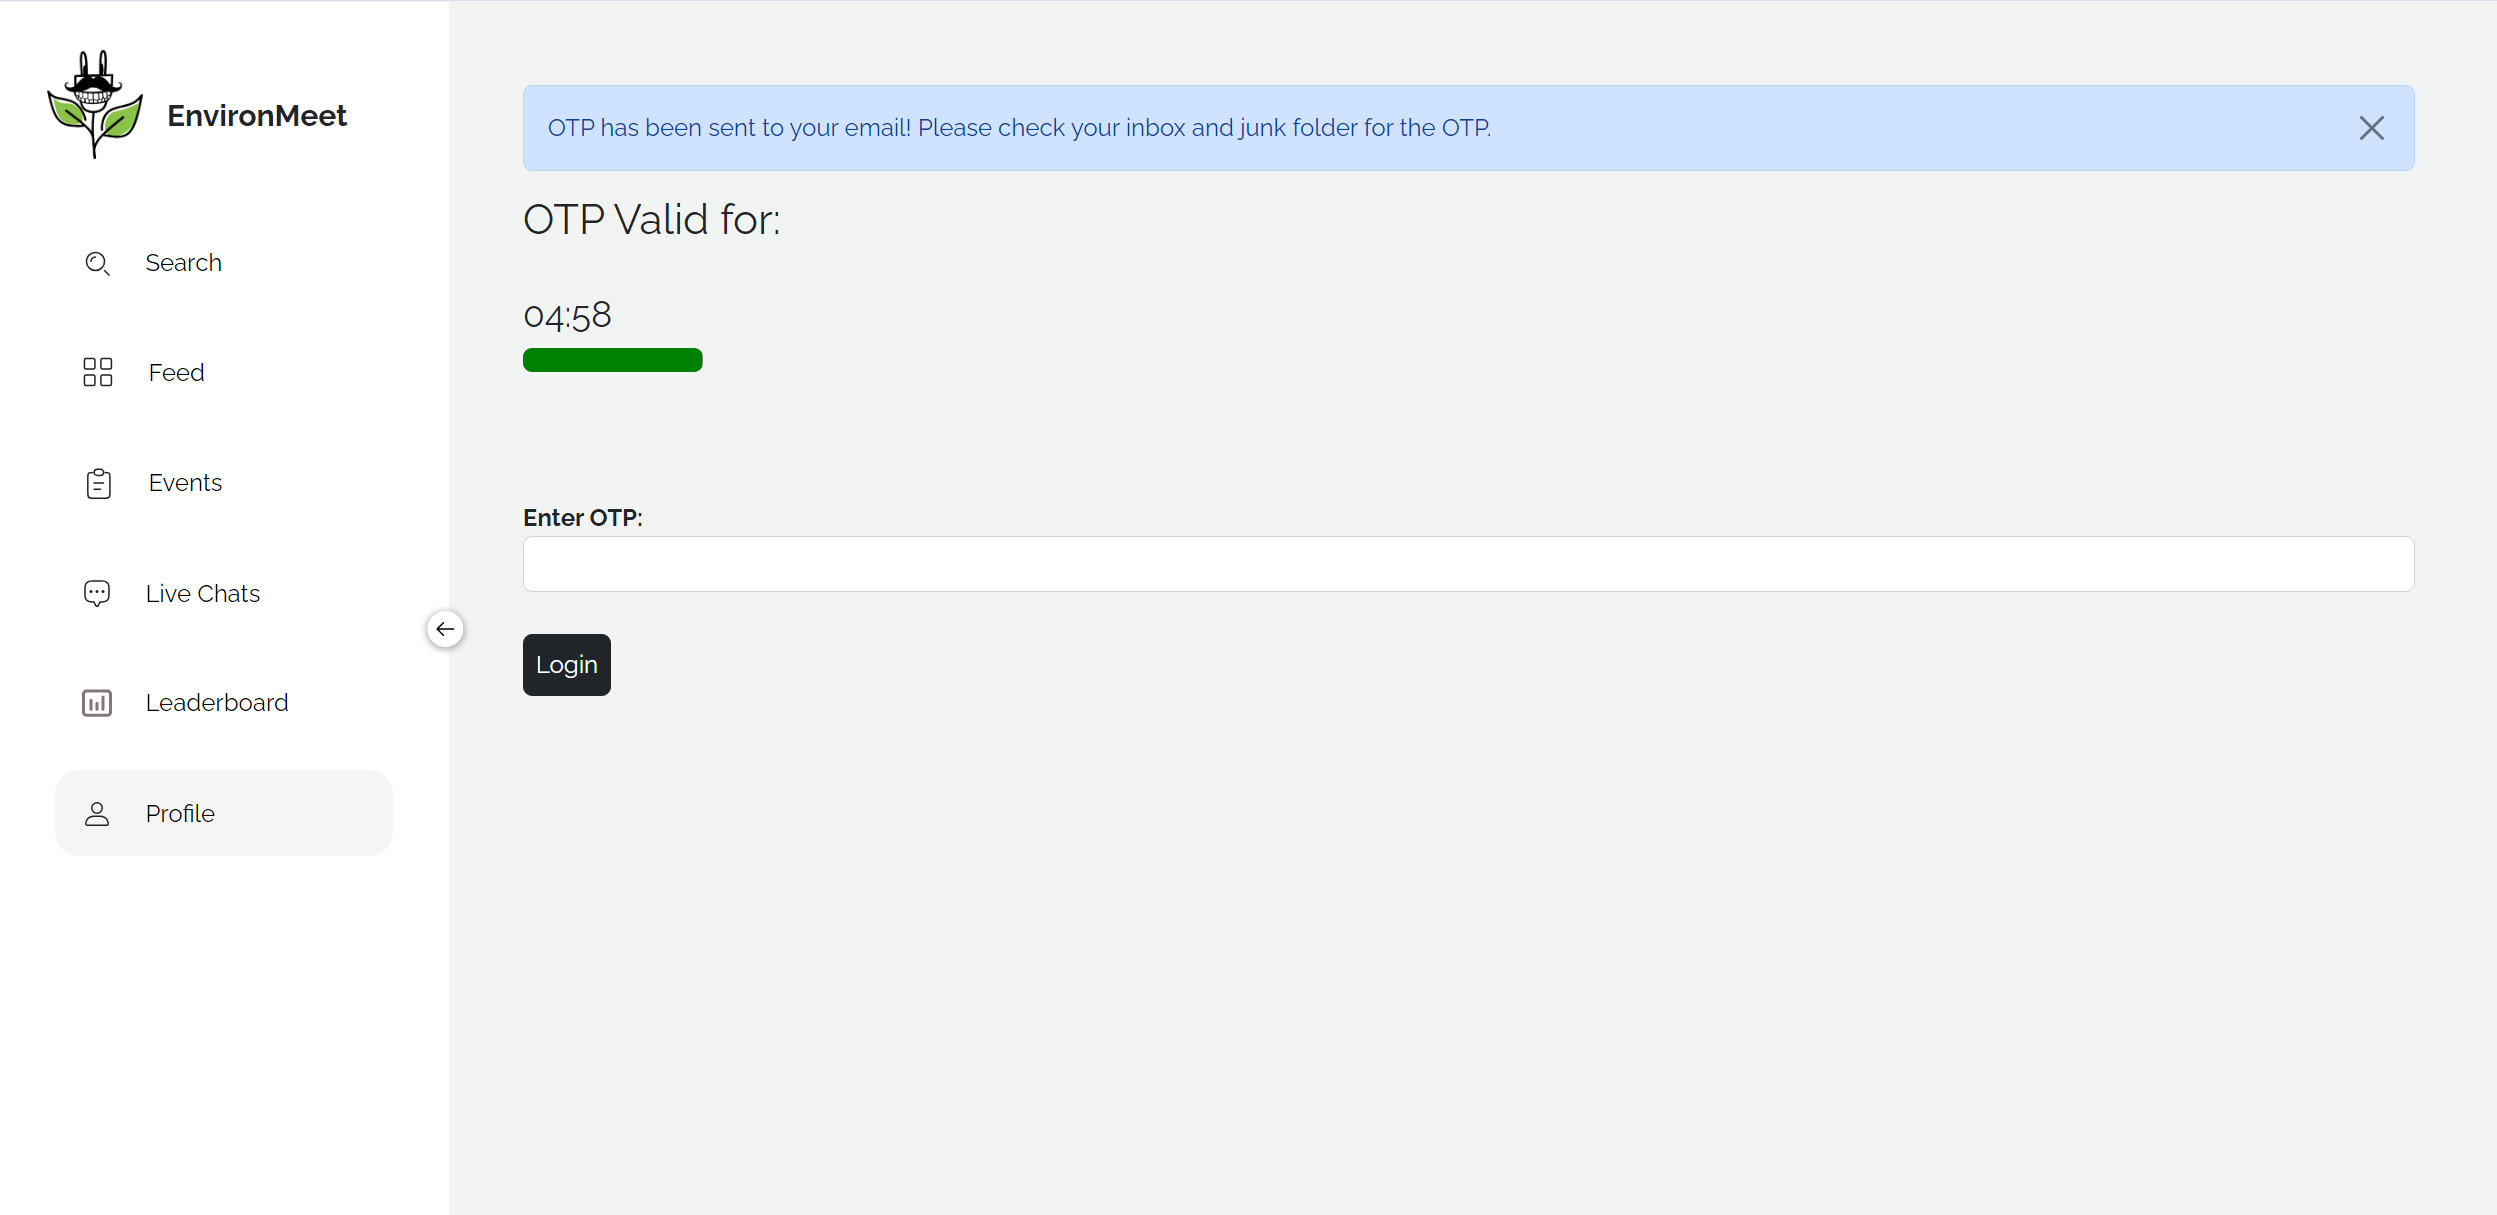 EnvironMeet
Search
Feed
Events
Live Chats
Leaderboard
Profile
OTP has been sent to your email! Please check your inbox and junk folder for the OTP.
OTP Valid for:
04:58
Enter OTP:
Login